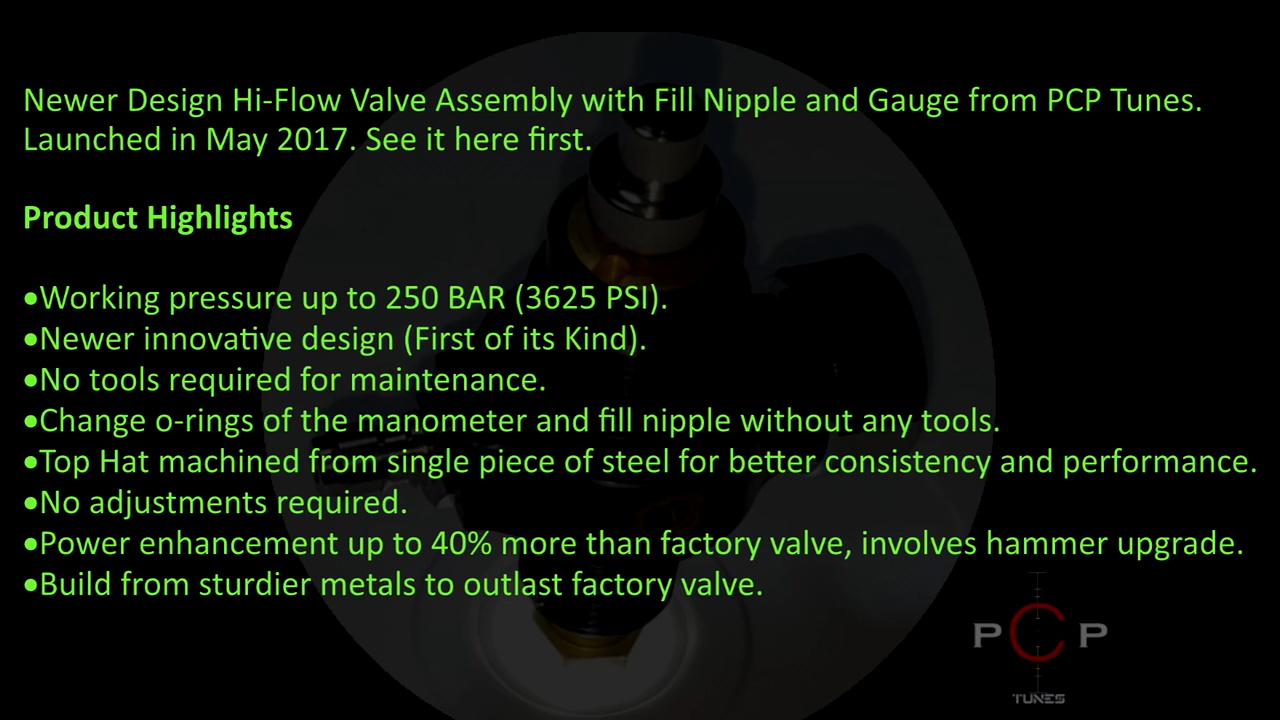 Newer Design Hi-Flow Valve Assembly with Fill Nipple and Gauge from PCP Tunes.
Launched in May 2017. See it here first.
Product Highlights
•Working pressure up to 250 BAR (3625 PSI).
•Newer innovative design (First of its Kind).
•No tools required for maintenance.
•Change o-rings of the manometer and fill nipple without any tools.
•Top Hat machined from single piece of steel for better consistency and performance.
•No adjustments required.
•Power enhancement up to 40% more than factory valve, involves hammer upgrade.
•Build from sturdier metals to outlast factory valve.
PCP
TUNES